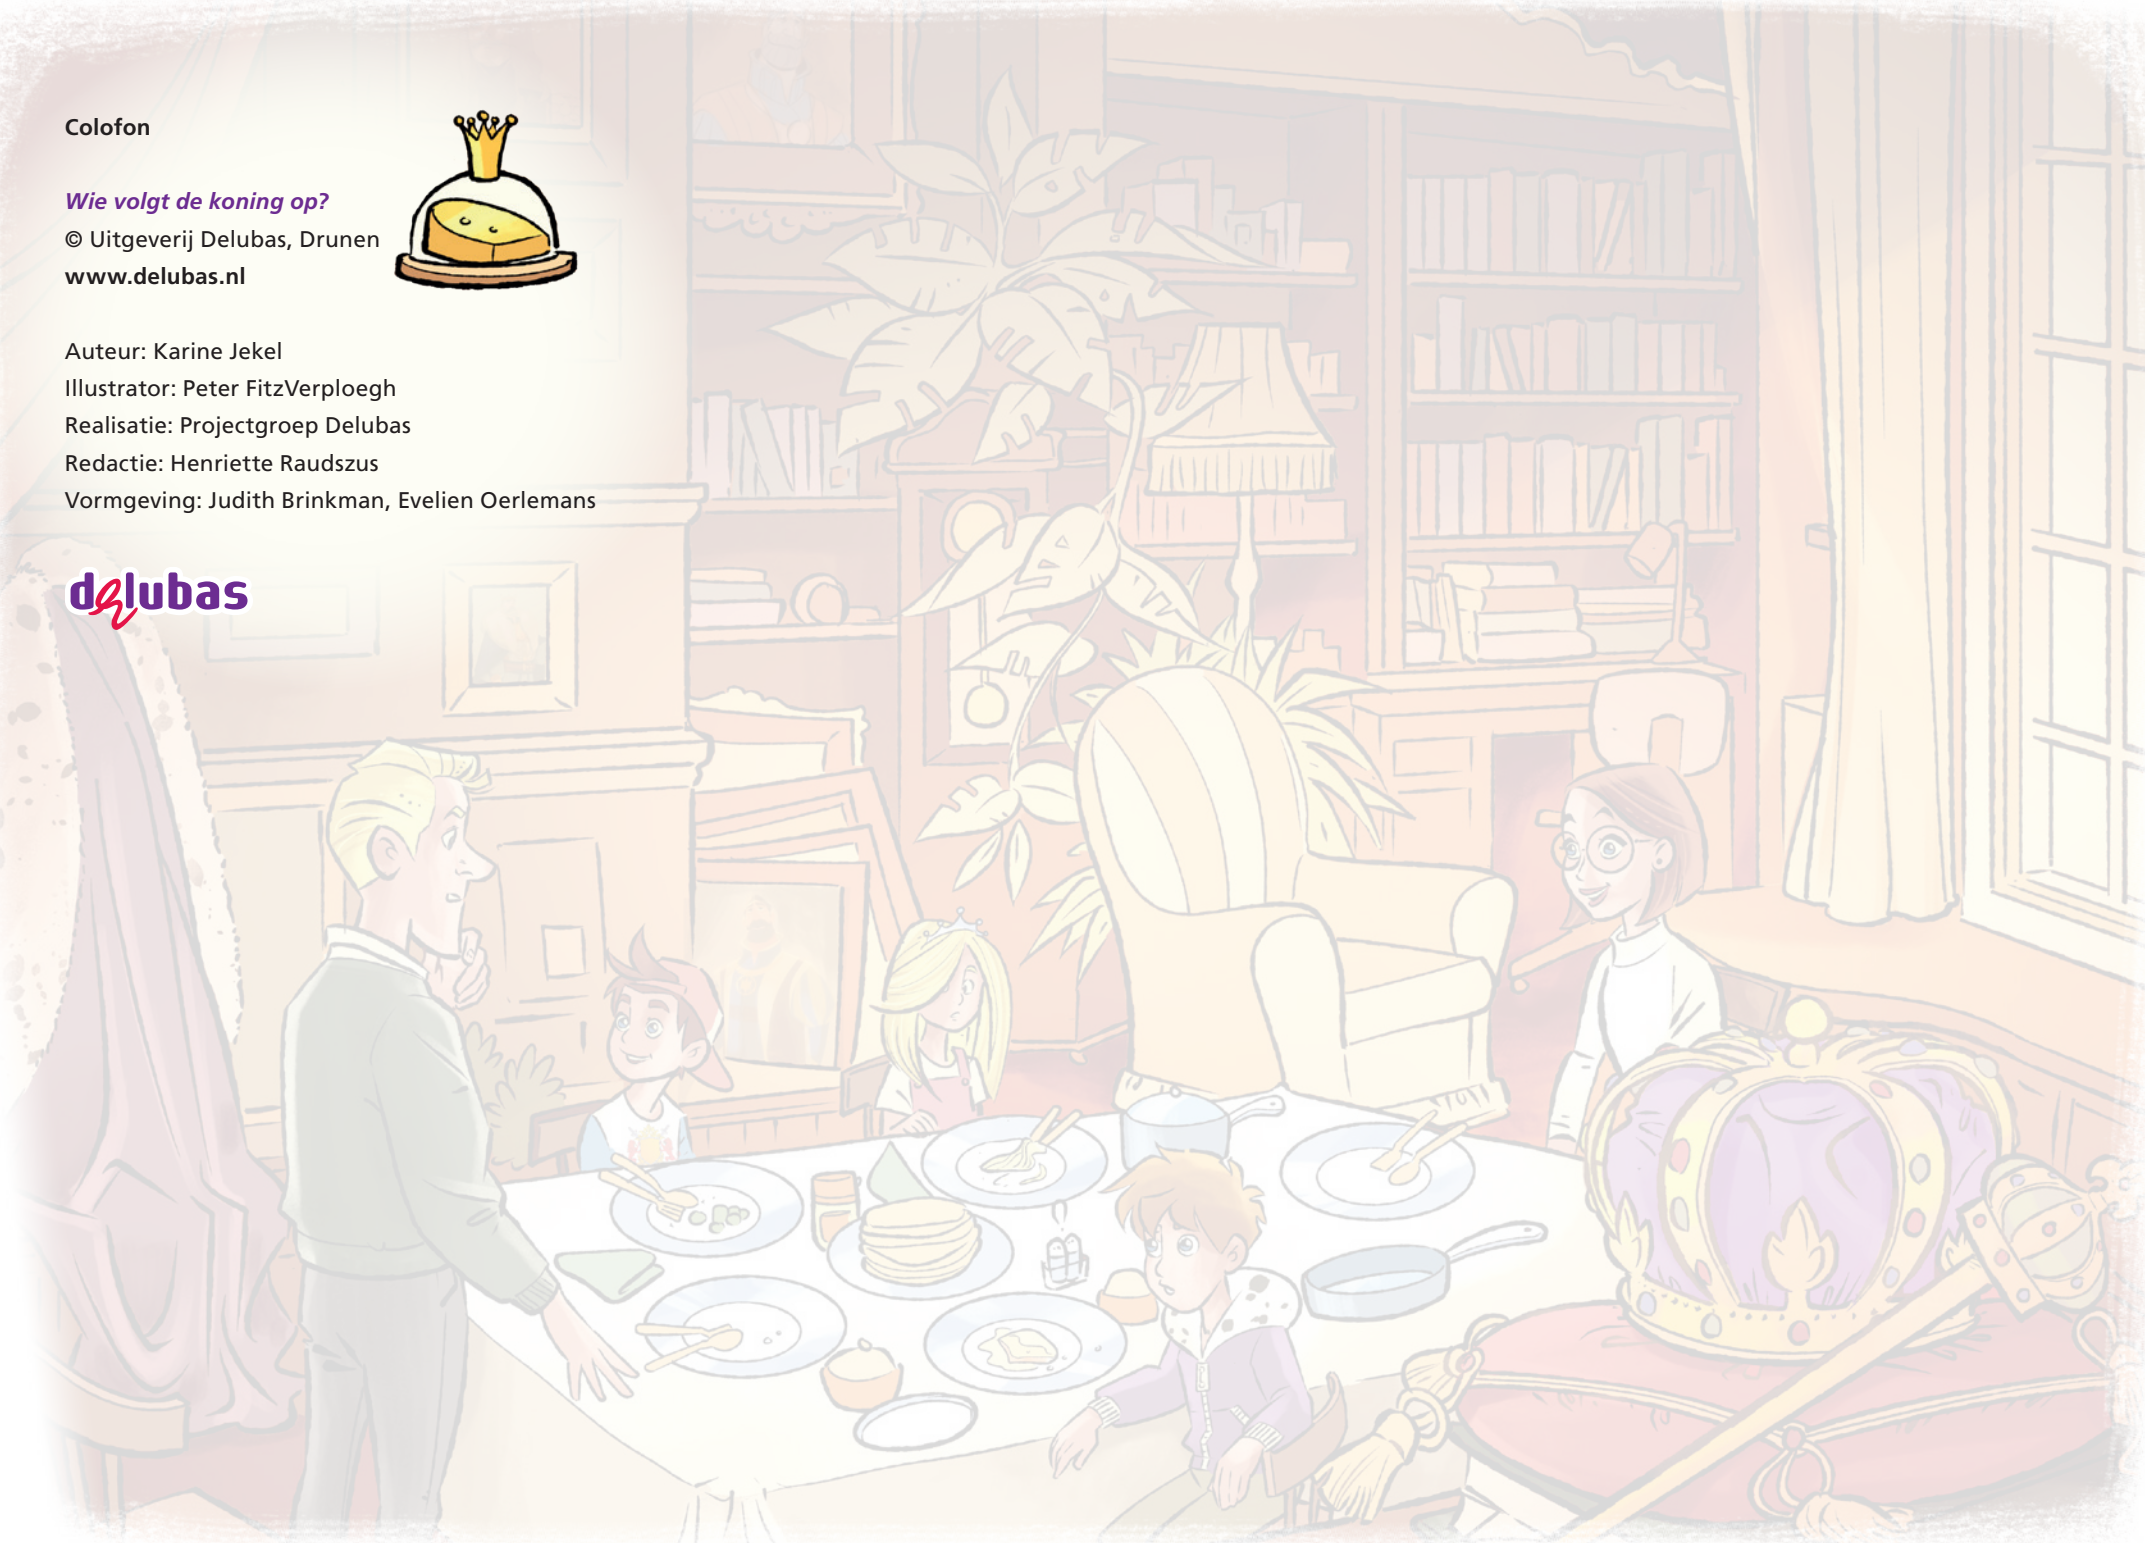 Colofon
Wie volgt de koning op?
© Uitgeverij Delubas, Drunen
www.delubas.nl
Auteur: Karine Jekel
Illustrator: Peter FitzVerploegh
Realisatie: Projectgroep Delubas
Redactie: Henriette Raudszus
Vormgeving: Judith Brinkman, Evelien Oerlemans
delubas